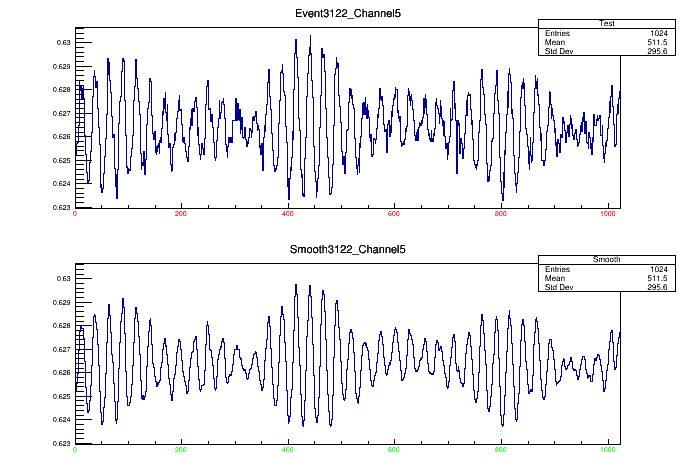 Event3122_Channel5
Test
Entries 1024
Mean 511.5
Std Dev 295.6
0.63
0.629
0.628
0.627
0.626
0.625
0.624
0.623
0 200 400 600 800 1000
Smooth3122_Channel5
Smooth
Entries 1024
Mean 511.5
Std Dev 295.6
0.63
0.629
0.628
0.627
0.626
0.625
0.624
0.623
0 200 400 600 800 1000